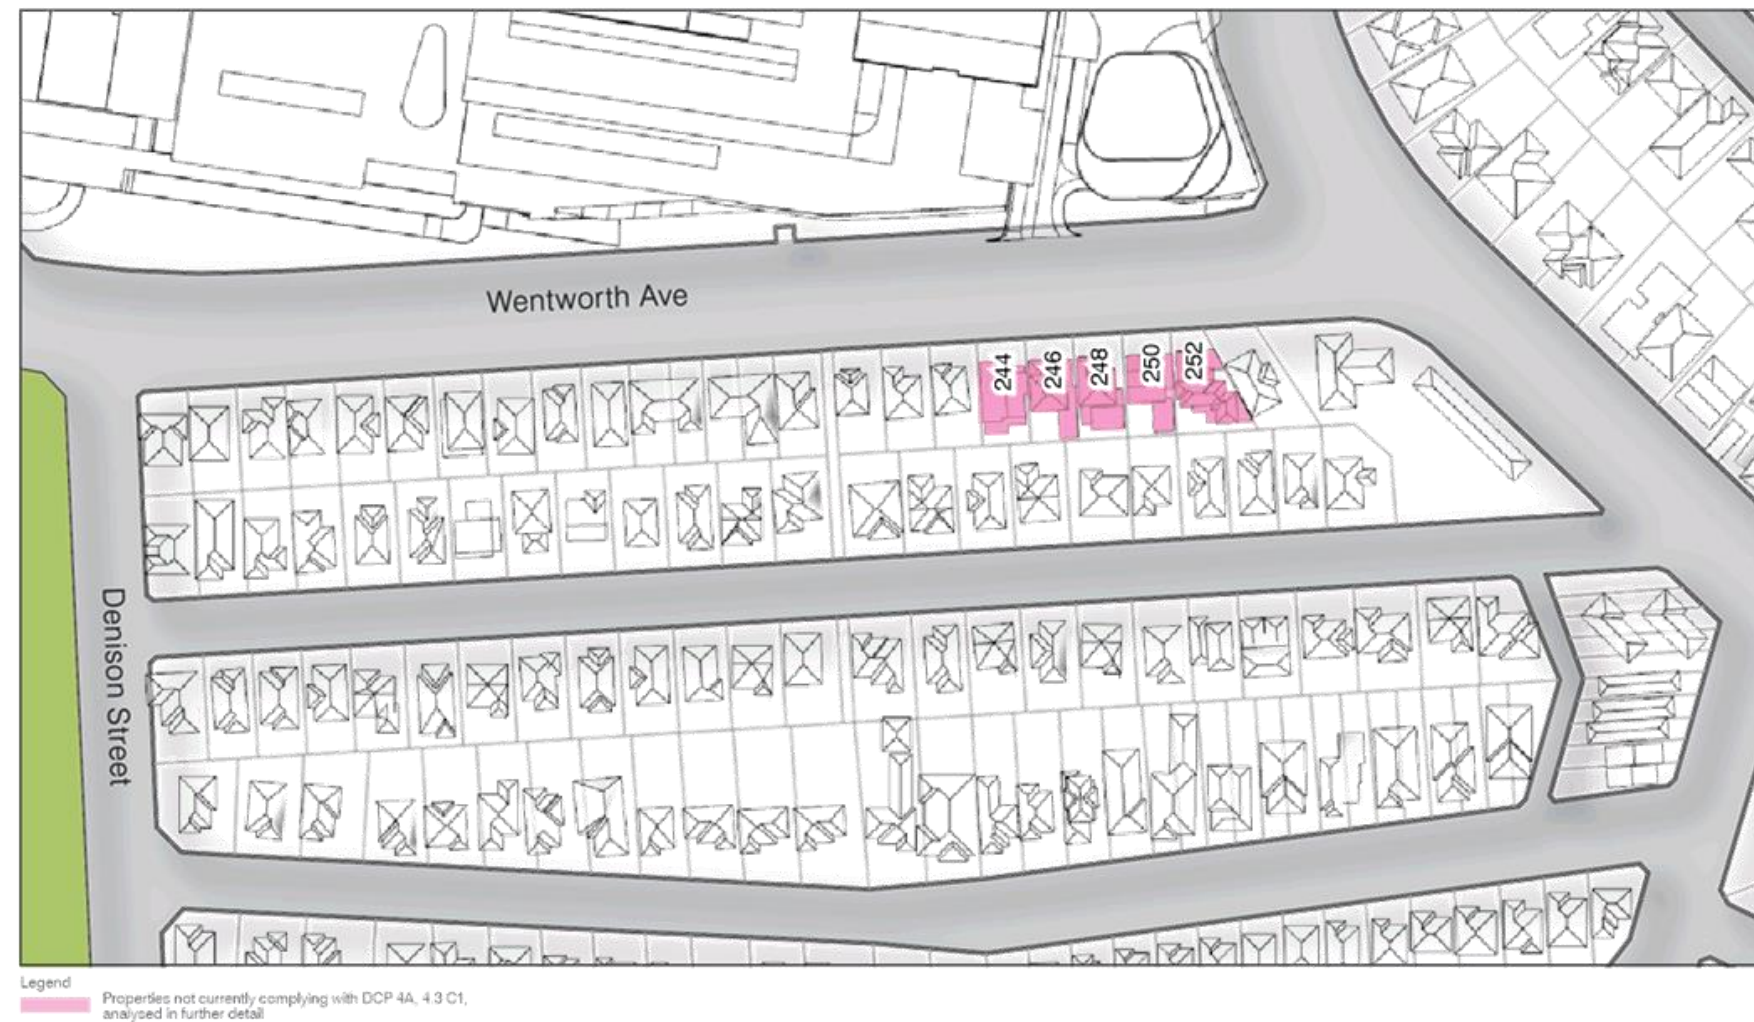 Wentworth Ave
244
246
248
250
252
Denison Street
Legend
Properties not currently complying with DCP 4A, 4.3 C1,
analysed in further detail